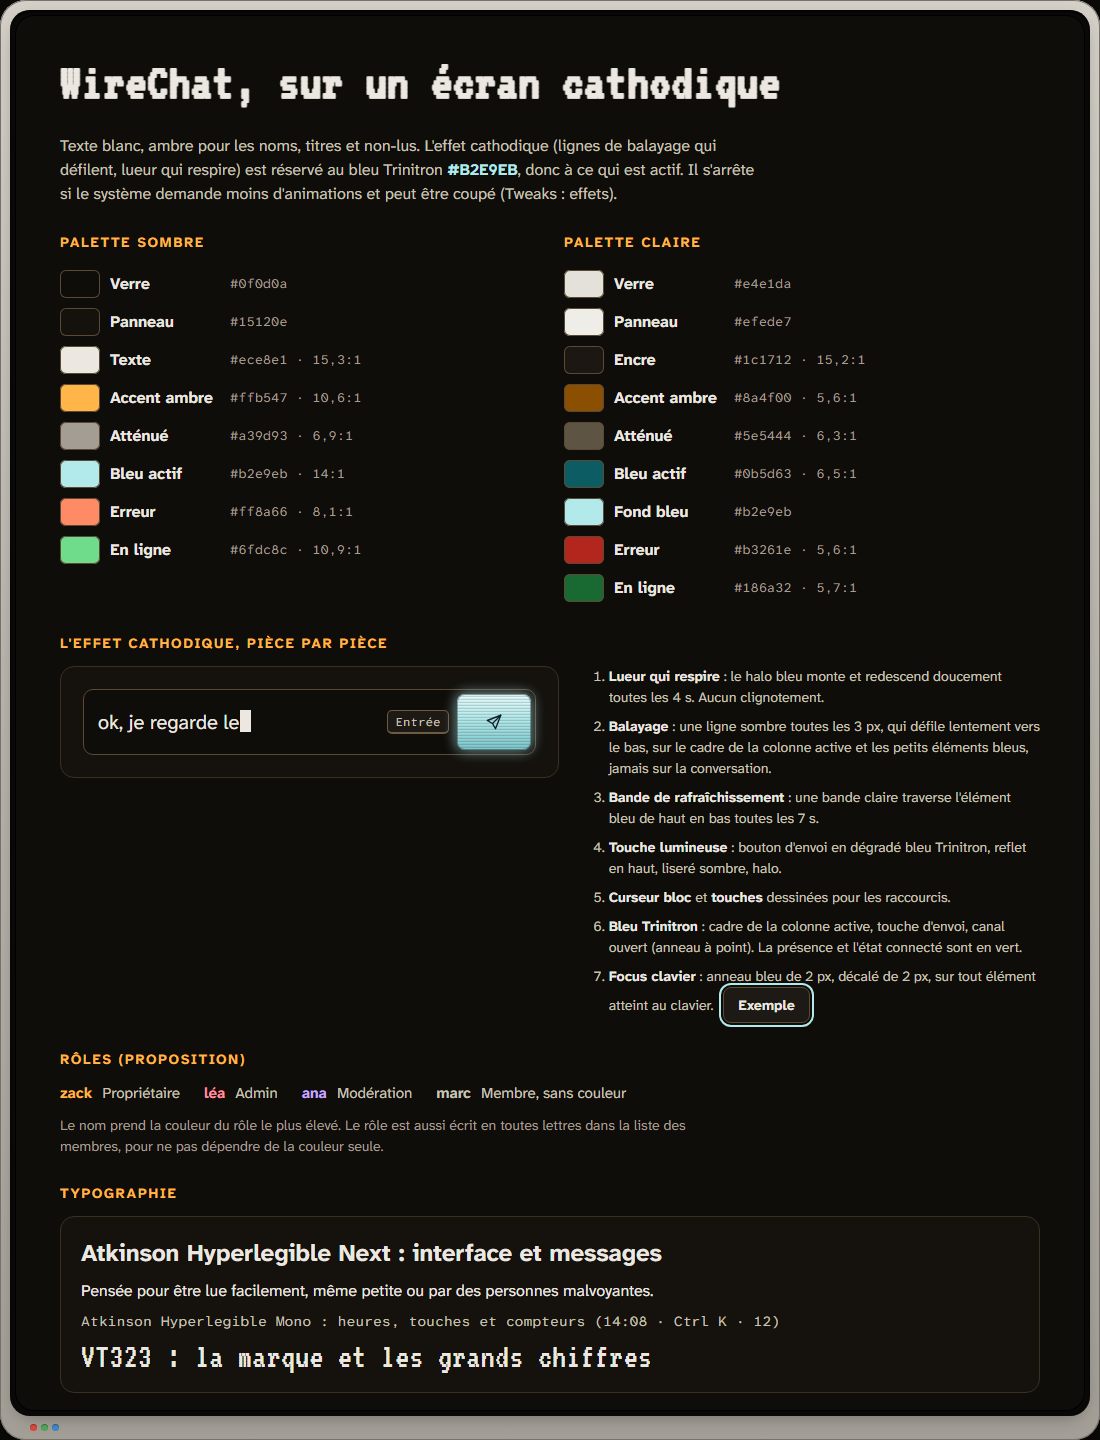 WireChat, sur un écran cathodique
Texte blanc, ambre pour les noms, titres et non-lus. L'effet cathodique (lignes de balayage qui
défilent, lueur qui respire) est réservé au bleu Trinitron #B2E9EB, donc à ce qui est actif. Il s'arrête
si le système demande moins d'animations et peut être coupé (Tweaks : effets).
PALETTE SOMBRE
Verre #0f0d0a
Panneau #15120e
Texte #ece8e1 · 15,3:1
Accent ambre #ffb547 · 10,6:1
Atténué #a39d93 · 6,9:1
Bleu actif #b2e9eb · 14:1
Erreur #ff8a66 · 8,1:1
En ligne #6fdc8c · 10,9:1
PALETTE CLAIRE
Verre #e4e1da
Panneau #efede7
Encre #1c1712 · 15,2:1
Accent ambre #8a4f00 · 5,6:1
Atténué #5e5444 · 6,3:1
Bleu actif #0b5d63 · 6,5:1
Fond bleu #b2e9eb
Erreur #b3261e · 5,6:1
En ligne #186a32 · 5,7:1
L'EFFET CATHODIQUE, PIÈCE PAR PIÈCE
ok, je regarde le
Entrée
1. Lueur qui respire : le halo bleu monte et redescend doucement
toutes les 4 s. Aucun clignotement.
2. Balayage : une ligne sombre toutes les 3 px, qui défile lentement vers
le bas, sur le cadre de la colonne active et les petits éléments bleus,
jamais sur la conversation.
3. Bande de rafraîchissement : une bande claire traverse l'élément
bleu de haut en bas toutes les 7 s.
4. Touche lumineuse : bouton d'envoi en dégradé bleu Trinitron, reflet
en haut, liseré sombre, halo.
5. Curseur bloc et touches dessinées pour les raccourcis.
6. Bleu Trinitron : cadre de la colonne active, touche d'envoi, canal
ouvert (anneau à point). La présence et l'état connecté sont en vert.
7. Focus clavier : anneau bleu de 2 px, décalé de 2 px, sur tout élément
atteint au clavier. Exemple
RÔLES (PROPOSITION)
zack Propriétaire léa Admin ana Modération marc Membre, sans couleur
Le nom prend la couleur du rôle le plus élevé. Le rôle est aussi écrit en toutes lettres dans la liste des
membres, pour ne pas dépendre de la couleur seule.
TYPOGRAPHIE
Atkinson Hyperlegible Next : interface et messages
Pensée pour être lue facilement, même petite ou par des personnes malvoyantes.
Atkinson Hyperlegible Mono : heures, touches et compteurs (14:08 · Ctrl K · 12)
VT323 : la marque et les grands chiffres